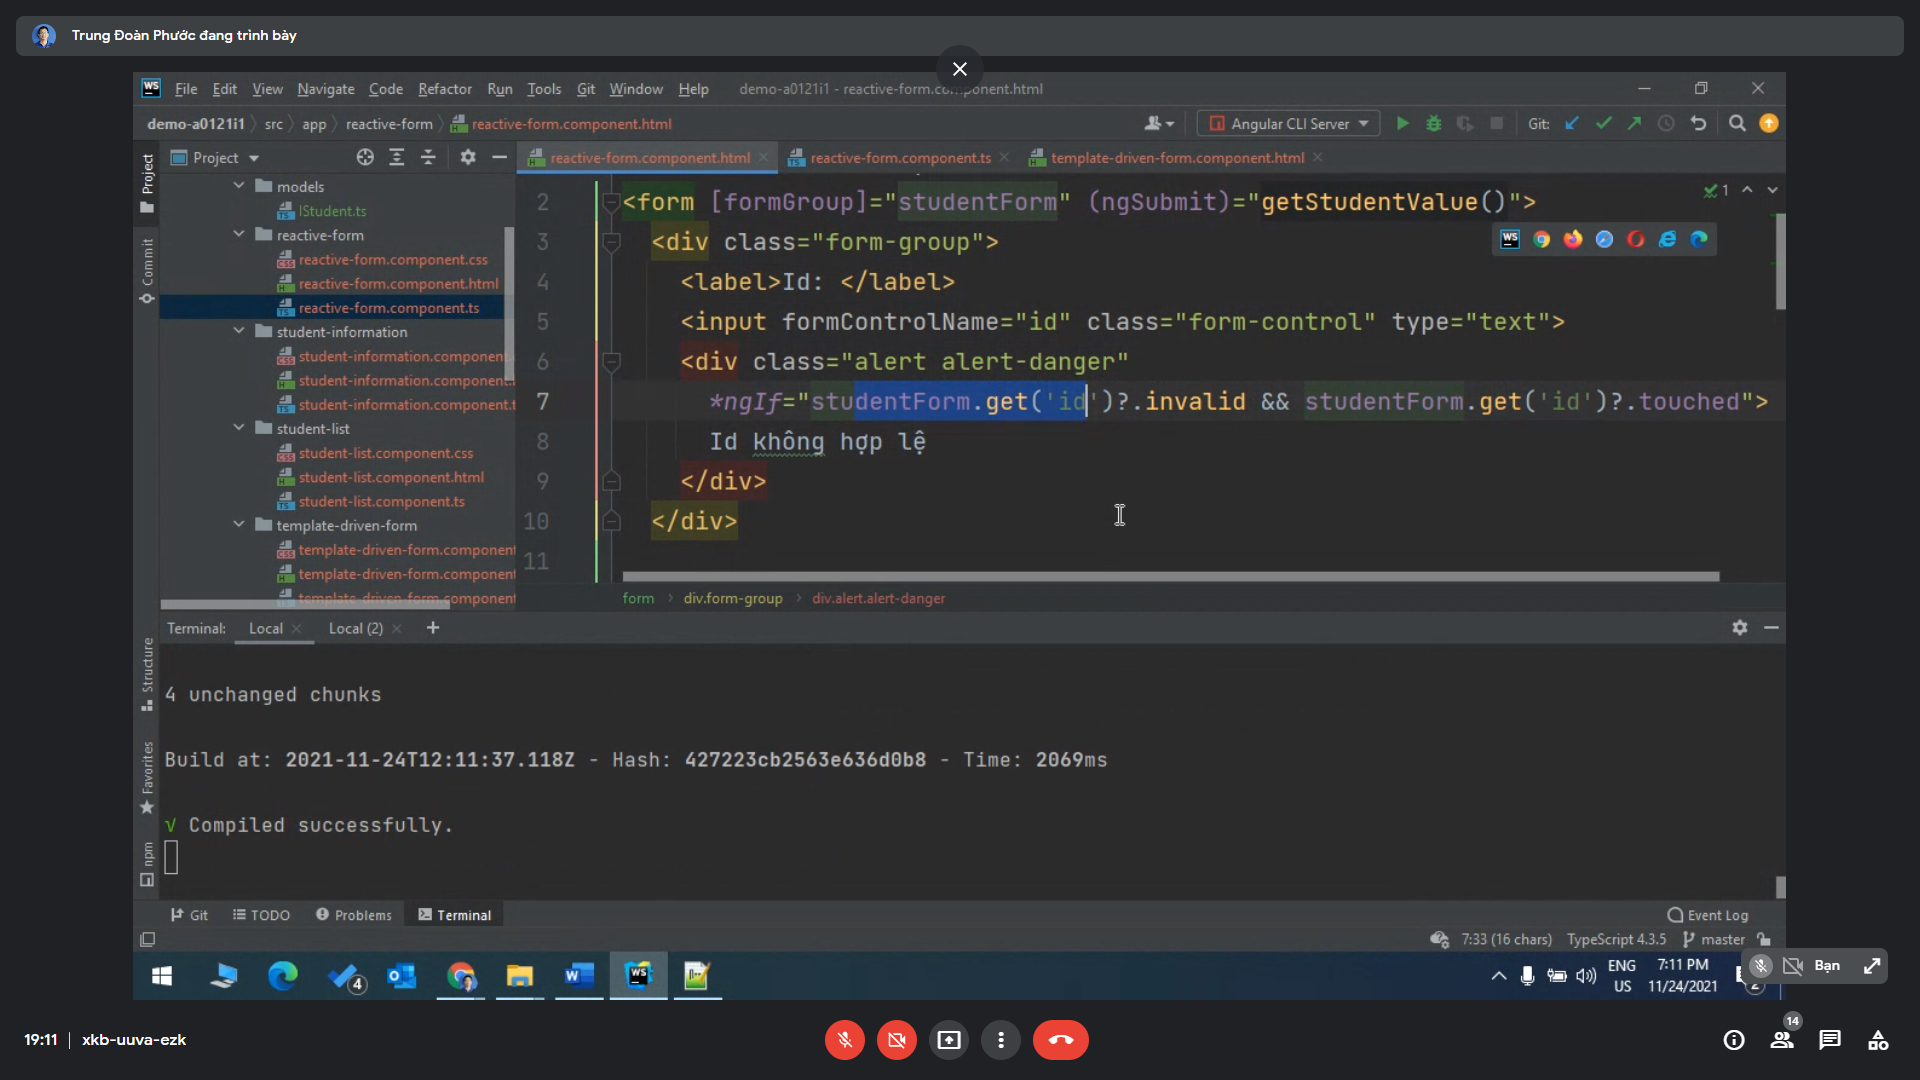 Trung Đoàn Phước đang trình bày
WS File Edit View Navigate Code Refactor Run Tools Git Window Help demo-a0121i1 - reactive-form.component.html
demo-a0121i1 src app reactive-form reactive-form.component.html Angular CLI Server Git:
Project reactive-form.component.html reactive-form.component.ts template-driven-form.component.html
Project
Commit
Structure
Favorites
npm
models
IStudent.ts
reactive-form
reactive-form.component.css
reactive-form.component.html
reactive-form.component.ts
student-information
student-information.component.
student-information.component.
student-information.component.t
student-list
student-list.component.css
student-list.component.html
student-list.component.ts
template-driven-form
template-driven-form.component
template-driven-form.component
template-driven-form.component
1
2 <form [formGroup]="studentForm" (ngSubmit)="getStudentValue()">
3 <div class="form-group">
4 <label>Id: </label>
5 <input formControlName="id" class="form-control" type="text">
6 <div class="alert alert-danger"
7 *ngIf="studentForm.get('id')?.invalid && studentForm.get('id')?.touched">
8 Id không hợp lệ
9 </div>
10 </div>
11
form div.form-group div.alert.alert-danger
Terminal: Local Local (2) +
4 unchanged chunks
Build at: 2021-11-24T12:11:37.118Z - Hash: 427223cb2563e636d0b8 - Time: 2069ms
√ Compiled successfully.
Git TODO Problems Terminal Event Log
7:33 (16 chars) TypeScript 4.3.5 master
4
ENG
US
7:11 PM
11/24/2021
2
Bạn
19:11 | xkb-uuva-ezk
14